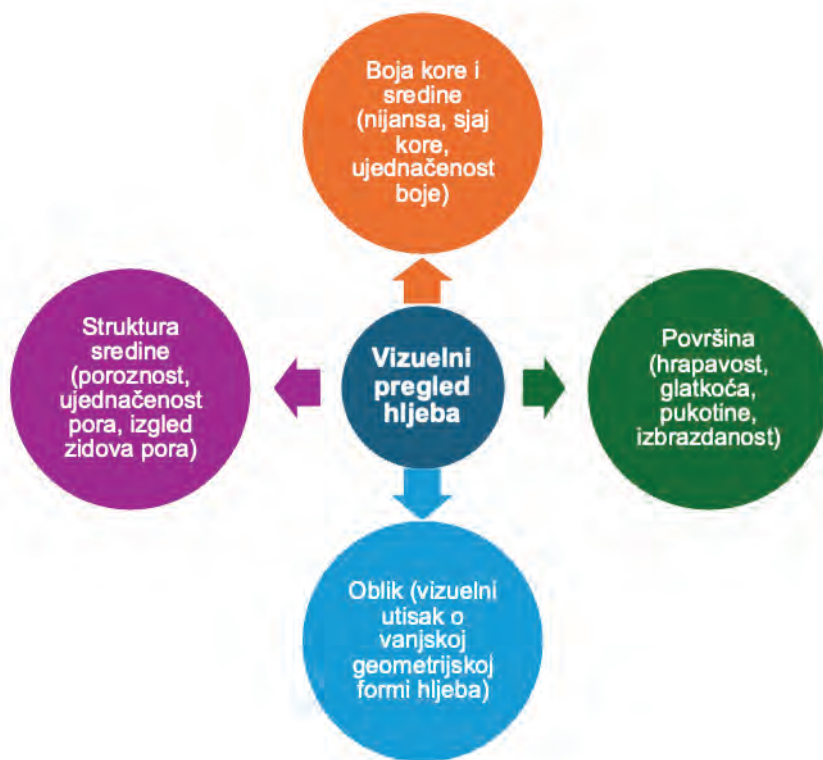 Boja kore i
sredine
(nijansa, sjaj
kore,
ujednačenost
boje)
Struktura
sredine
(poroznost,
ujednačenost
pora, izgled
zidova pora)
Vizuelni
pregled
hljeba
Površina
(hrapavost,
glatkoća,
pukotine,
izbrazdanost)
Oblik (vizuelni
utisak o
vanjskoj
geometrijskoj
formi hljeba)